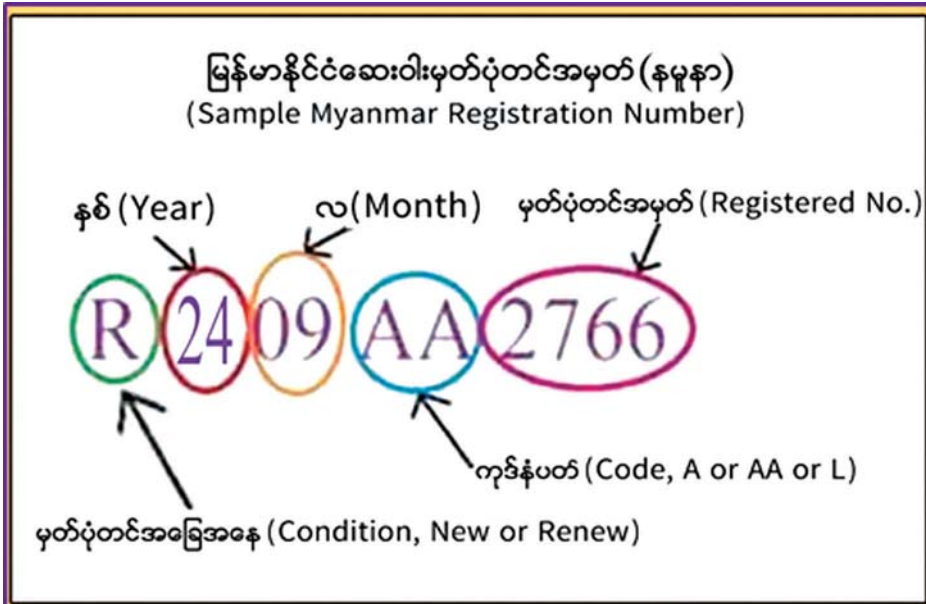 မြန်မာနိုင်ငံဆေးဝါးမှတ်ပုံတင်အမှတ် (နမူနာ)
(Sample Myanmar Registration Number)
နှစ် (Year) လ(Month) မှတ်ပုံတင်အမှတ် (Registered No.)
R 24 09 AA 2766
ကုဒ်နံပတ် (Code, A or AA or L)
မှတ်ပုံတင်အခြေအနေ (Condition, New or Renew)